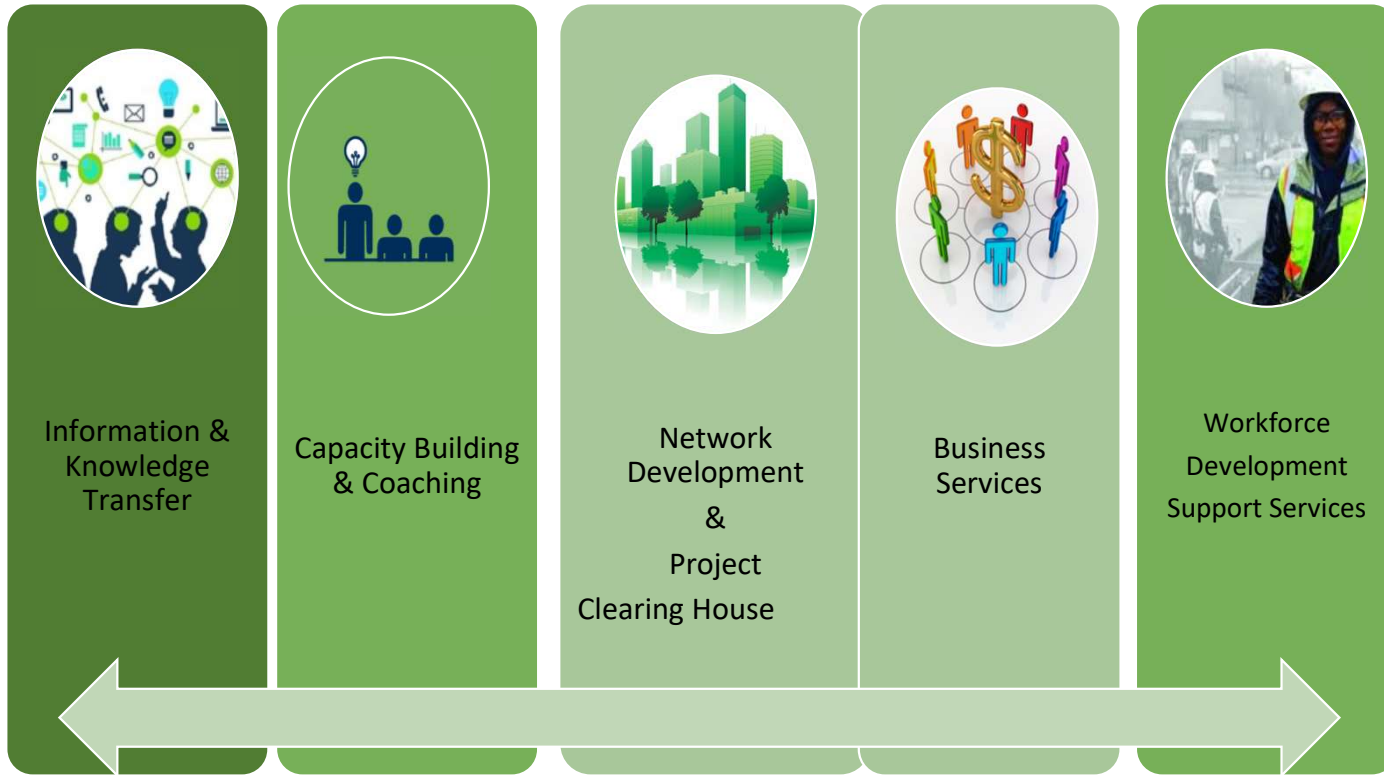 Information &
Knowledge
Transfer
Capacity Building
& Coaching
Network
Development
&
Project
Clearing House
Business
Services
Workforce
Development
Support Services